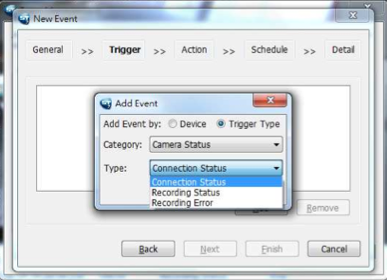 New Event
General >> Trigger >> Action >> Schedule >> Detail
Add Event
Add Event by: Device Trigger Type
Category: Camera Status
Type: Connection Status
Connection Status
Recording Status
Recording Error
Remove
Back Next Finish Cancel